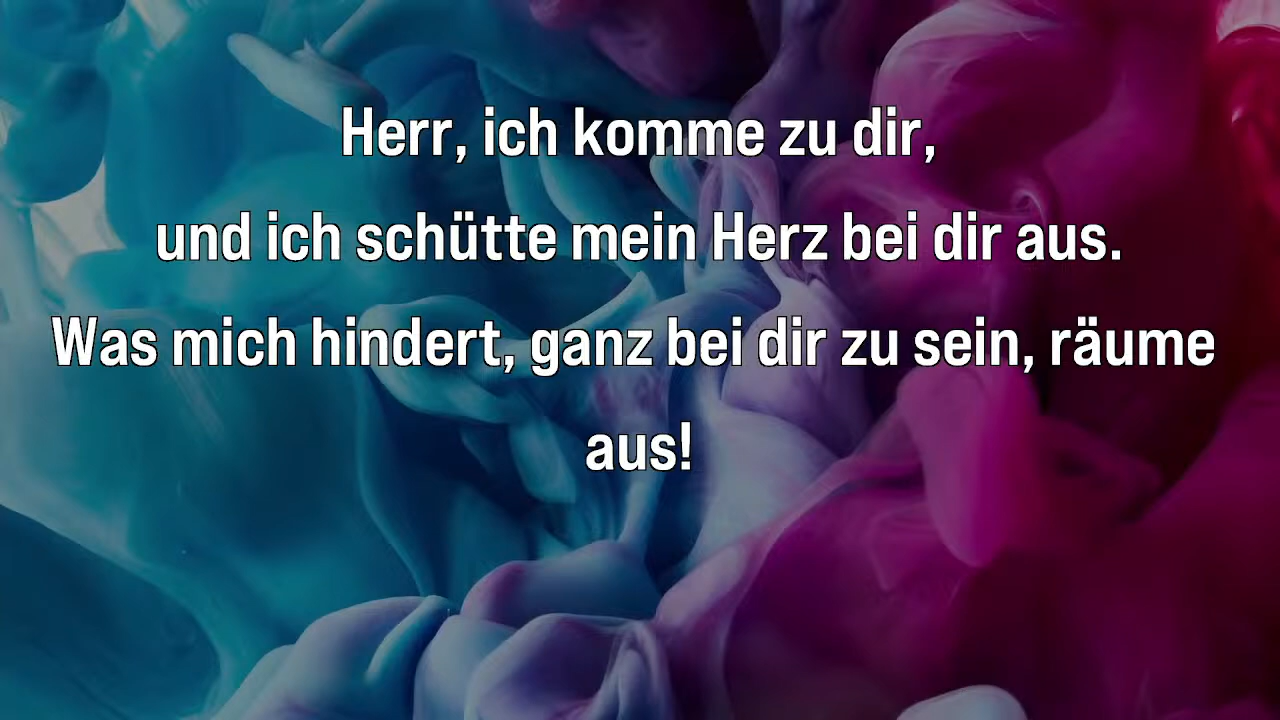 Herr, ich komme zu dir,
und ich schütte mein Herz bei dir aus.
Was mich hindert, ganz bei dir zu sein, räume
aus!